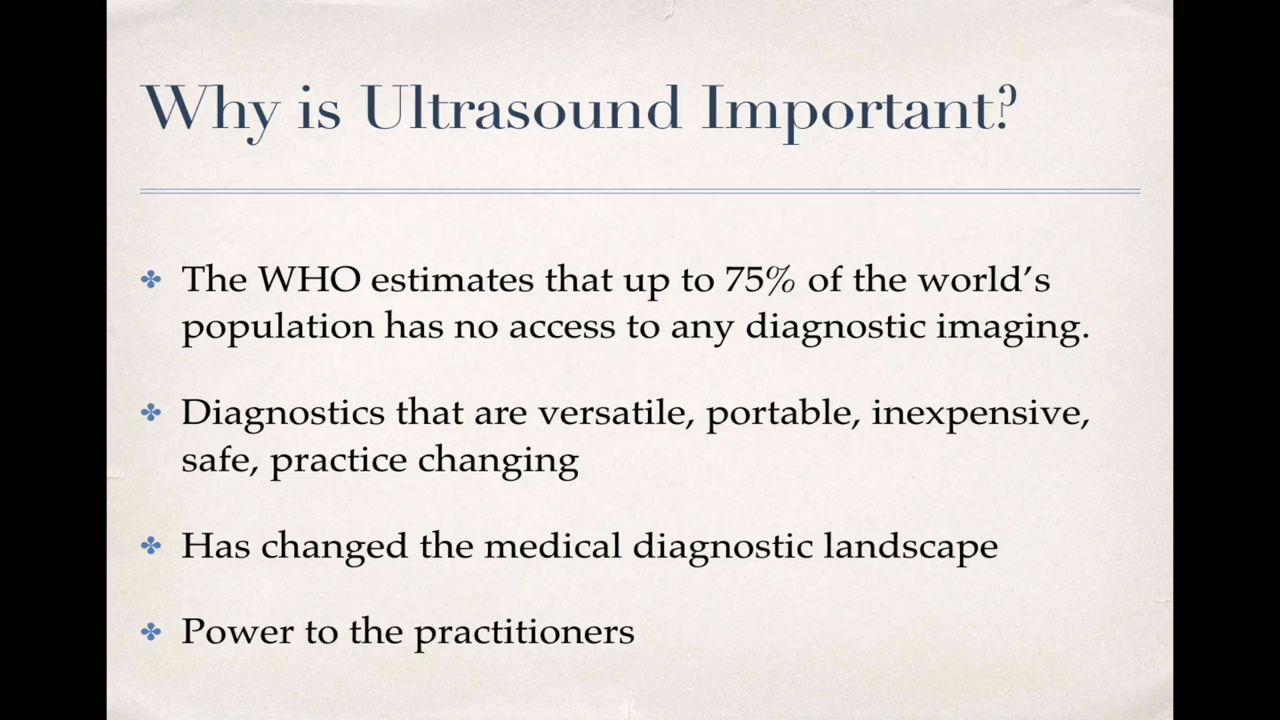 Why is Ultrasound Important?
The WHO estimates that up to 75% of the world’s
population has no access to any diagnostic imaging.
Diagnostics that are versatile, portable, inexpensive,
safe, practice changing
Has changed the medical diagnostic landscape
Power to the practitioners